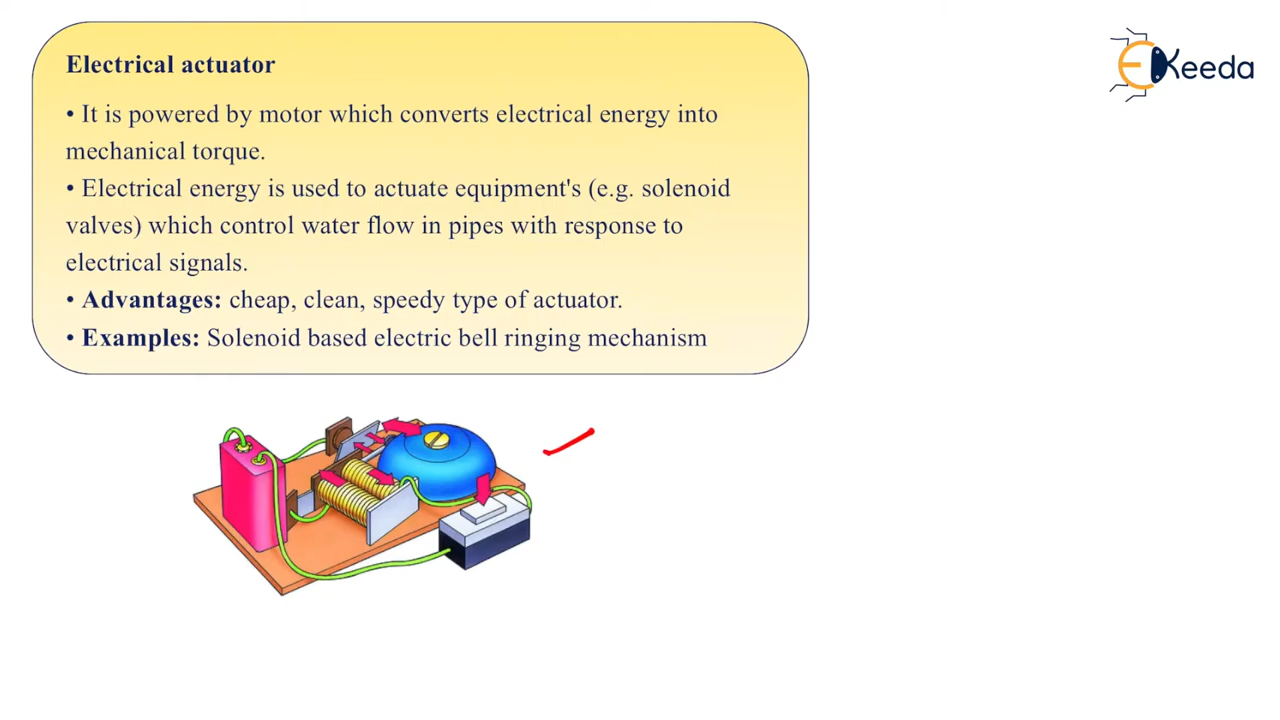 Electrical actuator
• It is powered by motor which converts electrical energy into
mechanical torque.
• Electrical energy is used to actuate equipment's (e.g. solenoid
valves) which control water flow in pipes with response to
electrical signals.
• Advantages: cheap, clean, speedy type of actuator.
• Examples: Solenoid based electric bell ringing mechanism
EKeeda